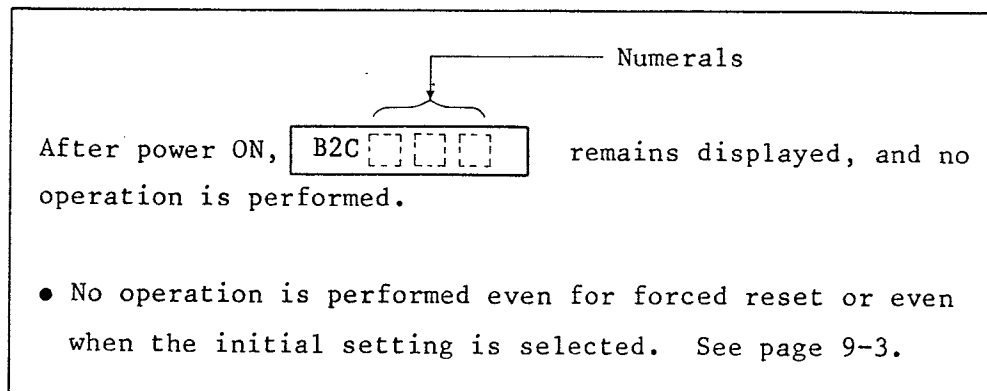 Numerals
After power ON, B2C remains displayed, and no
operation is performed.
● No operation is performed even for forced reset or even
when the initial setting is selected. See page 9-3.